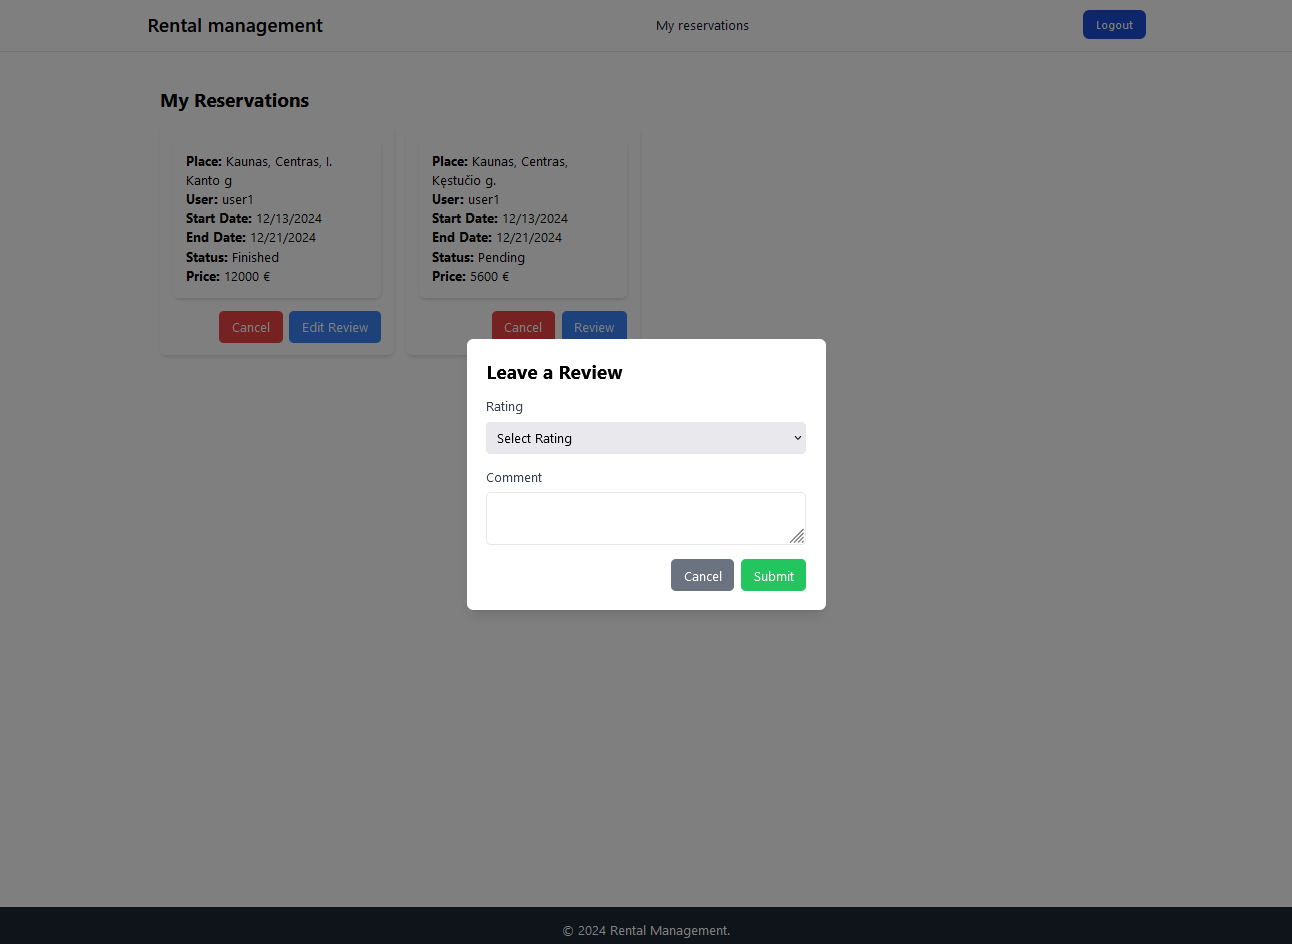 Rental management
My reservations
Logout
My Reservations
Place: Kaunas, Centras, I.
Kanto g
User: user1
Start Date: 12/13/2024
End Date: 12/21/2024
Status: Finished
Price: 12000 €
Cancel
Edit Review
Place: Kaunas, Centras,
Kęstučio g.
User: user1
Start Date: 12/13/2024
End Date: 12/21/2024
Status: Pending
Price: 5600 €
Cancel
Review
Leave a Review
Rating
Select Rating
Comment
Cancel
Submit
© 2024 Rental Management.